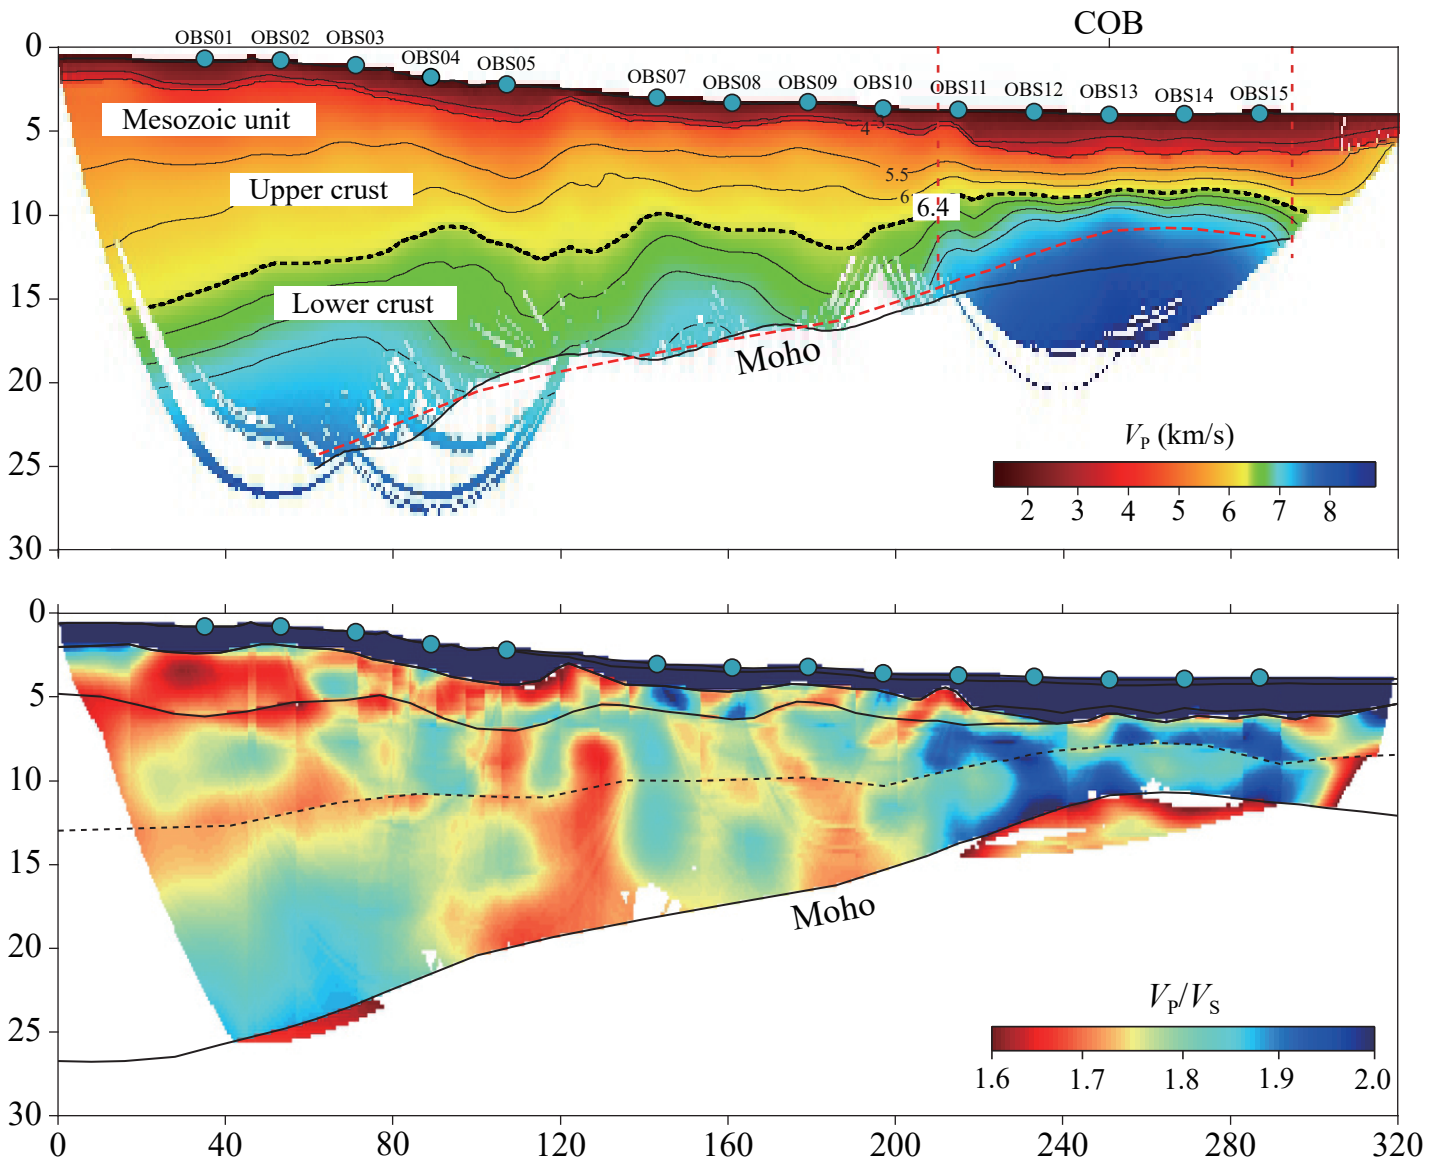 COB
0
OBS01 OBS02 OBS03 OBS04 OBS05 OBS07 OBS08 OBS09 OBS10 OBS11 OBS12 OBS13 OBS14 OBS15
Mesozoic unit
4
5
5.5
Upper crust
6
6.4
10
Lower crust
15
Moho
20
V_P (km/s)
25
2 3 4 5 6 7 8
30
0
5
10
15
Moho
20
V_P/V_S
25
1.6 1.7 1.8 1.9 2.0
30
0 40 80 120 160 200 240 280 320